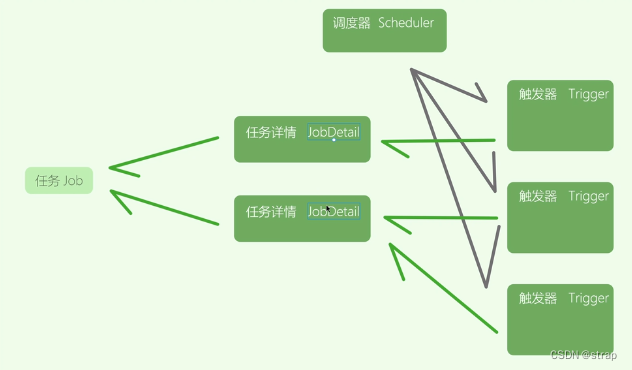 调度器 Scheduler
触发器 Trigger
任务详情 JobDetail
任务 Job
触发器 Trigger
任务详情 JobDetail
触发器 Trigger
CSDN @strap